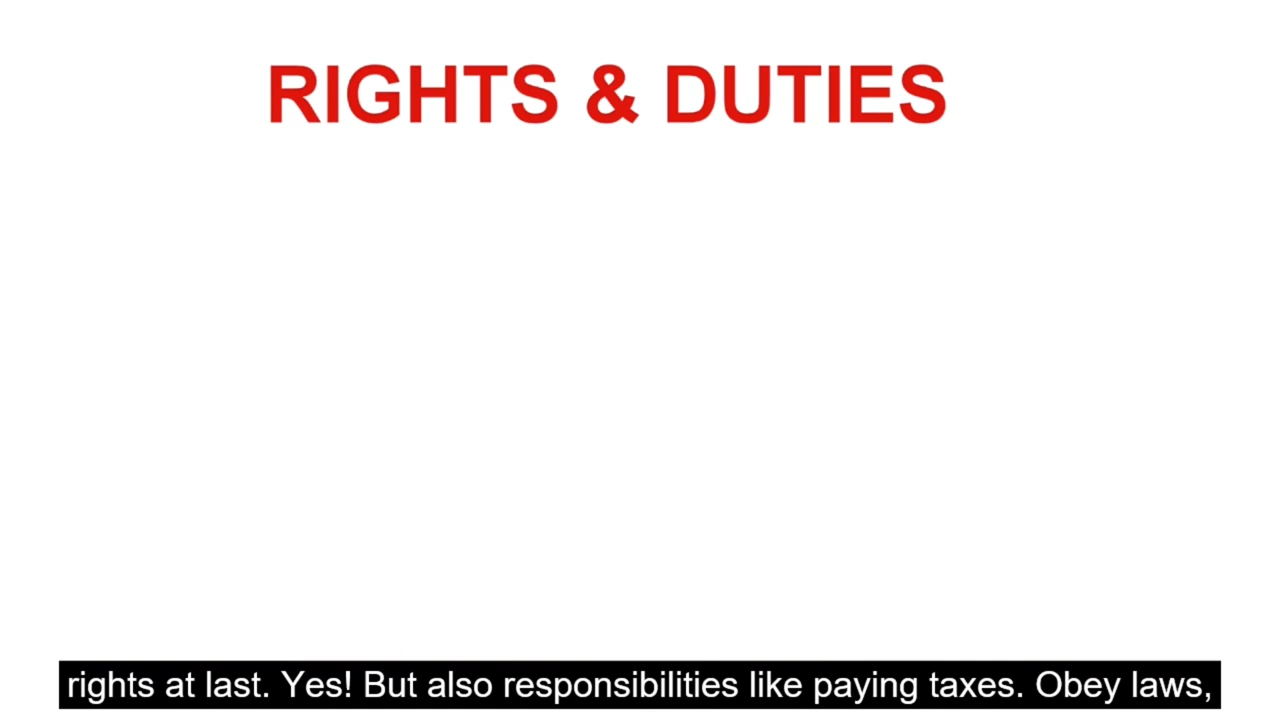 RIGHTS & DUTIES
rights at last. Yes! But also responsibilities like paying taxes. Obey laws,